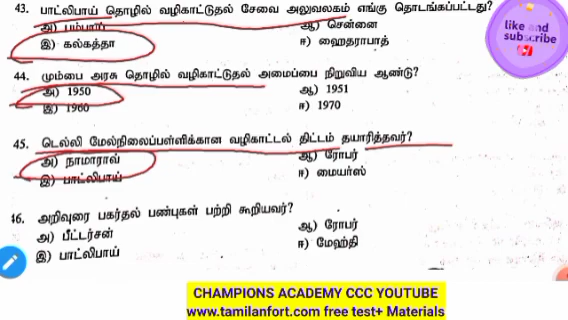 43. பாட்லிபாய் தொழில் வழிகாட்டுதல் சேவை அலுவலகம் எங்கு தொடங்கப்பட்டது?
அ) பம்பாய் ஆ) சென்னை
இ) கல்கத்தா ஈ) ஹைதராபாத்
44. மும்பை அரசு தொழில் வழிகாட்டுதல் அமைப்பை நிறுவிய ஆண்டு?
அ) 1950 ஆ) 1951
இ) 1960 ஈ) 1970
45. டெல்லி மேல்நிலைப்பள்ளிக்கான வழிகாட்டல் திட்டம் தயாரித்தவர்?
அ) நாமாராவ் ஆ) ரோபர்
இ) பாட்லிபாய் ஈ) மையர்ஸ்
46. அறிவுரை பகர்தல் பண்புகள் பற்றி கூறியவர்?
அ) பீட்டர்சன் ஆ) ரோபர்
இ) பாட்லிபாய் ஈ) மேஹ்தி
like and
subscribe
CHAMPIONS ACADEMY CCC YOUTUBE
www.tamilanfort.com free test+ Materials